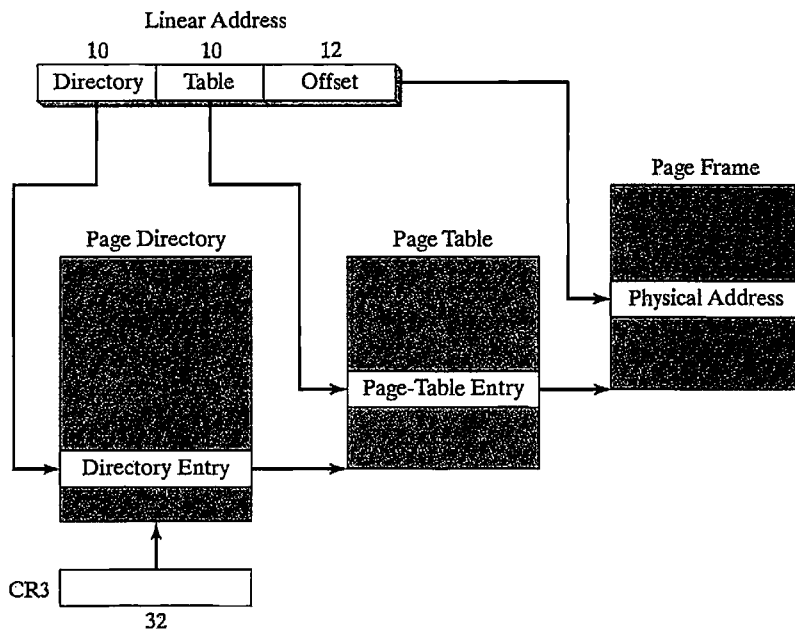 Linear Address
10 10 12
Directory Table Offset
Page Frame
Page Directory Page Table
Physical Address
Page-Table Entry
Directory Entry
CR3
32